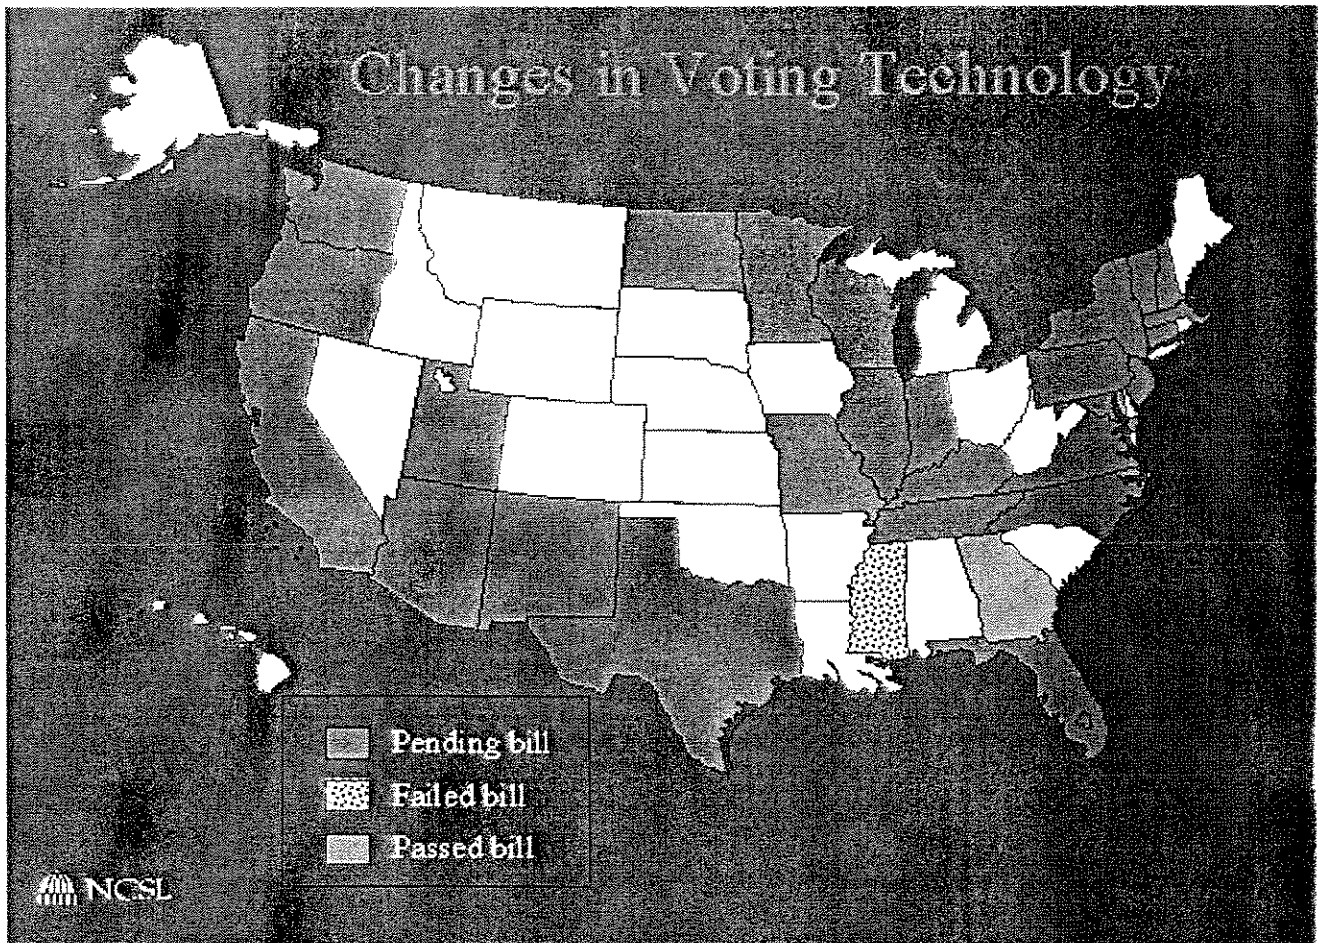 Changes in Voting Technology
Pending bill
Failed bill
Passed bill
NCSL